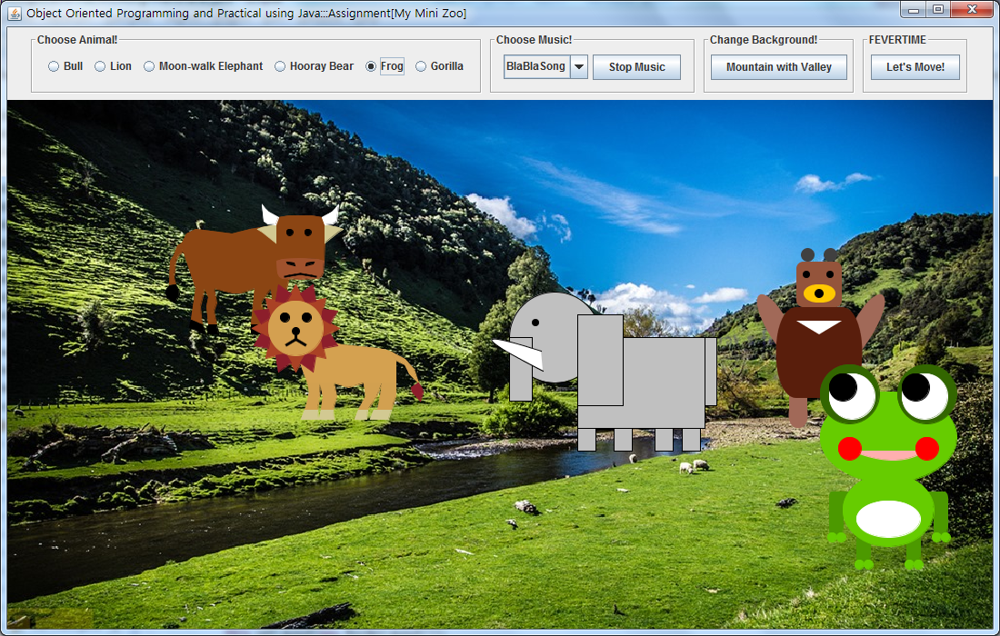 Object Oriented Programming and Practical using Java:::Assignment[My Mini Zoo]
Choose Animal!
Bull Lion Moon-walk Elephant Hooray Bear Frog Gorilla
Choose Music!
BlaBlaSong Stop Music
Change Background!
Mountain with Valley
FEVERTIME
Let's Move!